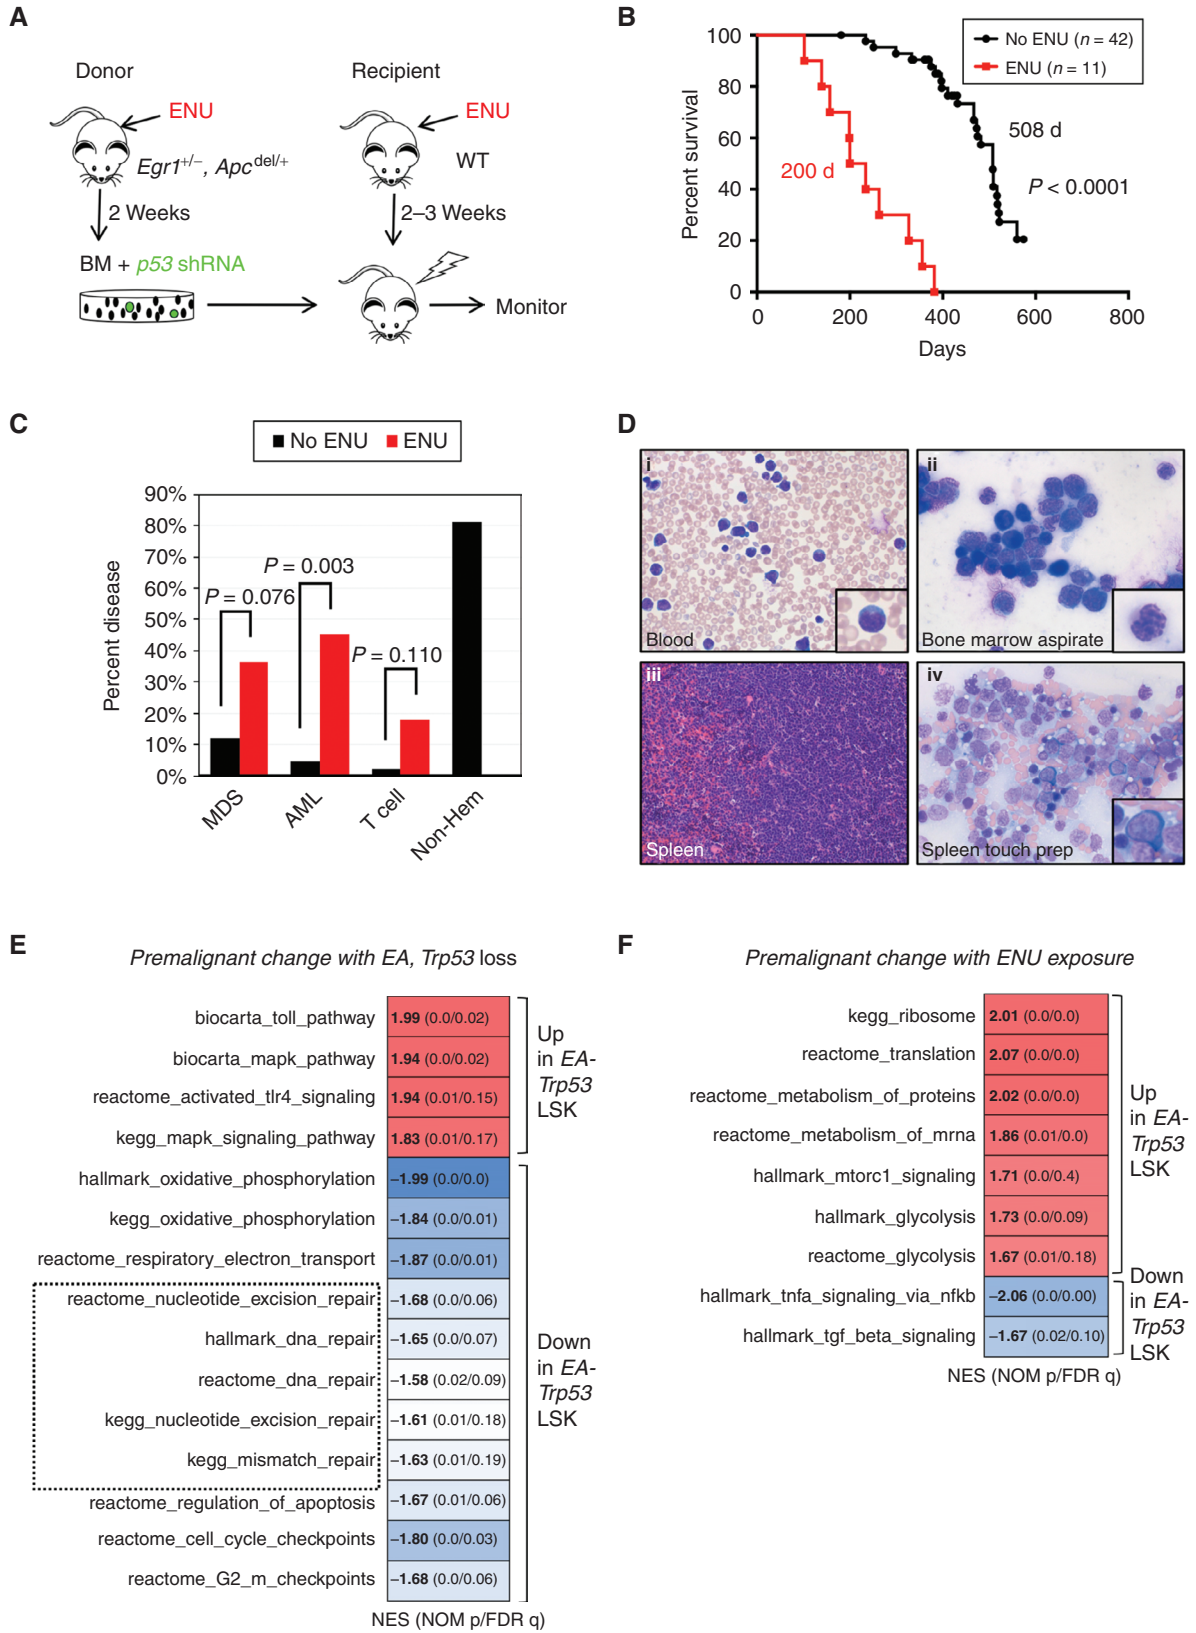 A
Donor
Recipient
ENU
ENU
Egr1+/–, Apc del/+
WT
2 Weeks
2–3 Weeks
BM + p53 shRNA
Monitor
B
No ENU (n = 42)
ENU (n = 11)
Percent survival
100
80
60
40
20
0
508 d
200 d
P < 0.0001
0
200
400
600
800
Days
C
No ENU
ENU
Percent disease
90%
80%
70%
60%
50%
40%
30%
20%
10%
0%
P = 0.076
P = 0.003
P = 0.110
MDS
AML
T cell
Non-Hem
D
i
Blood
ii
Bone marrow aspirate
iii
Spleen
iv
Spleen touch prep
E
Premalignant change with EA, Trp53 loss
biocarta_toll_pathway 1.99 (0.0/0.02)
biocarta_mapk_pathway 1.94 (0.0/0.02)
reactome_activated_tlr4_signaling 1.94 (0.01/0.15)
kegg_mapk_signaling_pathway 1.83 (0.01/0.17)
Up
in EA-
Trp53
LSK
hallmark_oxidative_phosphorylation –1.99 (0.0/0.0)
kegg_oxidative_phosphorylation –1.84 (0.0/0.01)
reactome_respiratory_electron_transport –1.87 (0.0/0.01)
reactome_nucleotide_excision_repair –1.68 (0.0/0.06)
hallmark_dna_repair –1.65 (0.0/0.07)
reactome_dna_repair –1.58 (0.02/0.09)
kegg_nucleotide_excision_repair –1.61 (0.01/0.18)
kegg_mismatch_repair –1.63 (0.01/0.19)
reactome_regulation_of_apoptosis –1.67 (0.01/0.06)
reactome_cell_cycle_checkpoints –1.80 (0.0/0.03)
reactome_G2_m_checkpoints –1.68 (0.0/0.06)
Down
in EA-
Trp53
LSK
NES (NOM p/FDR q)
F
Premalignant change with ENU exposure
kegg_ribosome 2.01 (0.0/0.0)
reactome_translation 2.07 (0.0/0.0)
reactome_metabolism_of_proteins 2.02 (0.0/0.0)
reactome_metabolism_of_mrna 1.86 (0.01/0.0)
hallmark_mtorc1_signaling 1.71 (0.0/0.4)
hallmark_glycolysis 1.73 (0.0/0.09)
reactome_glycolysis 1.67 (0.01/0.18)
Up
in EA-
Trp53
LSK
hallmark_tnfa_signaling_via_nfkb –2.06 (0.0/0.00)
hallmark_tgf_beta_signaling –1.67 (0.02/0.10)
Down
in EA-
Trp53
LSK
NES (NOM p/FDR q)